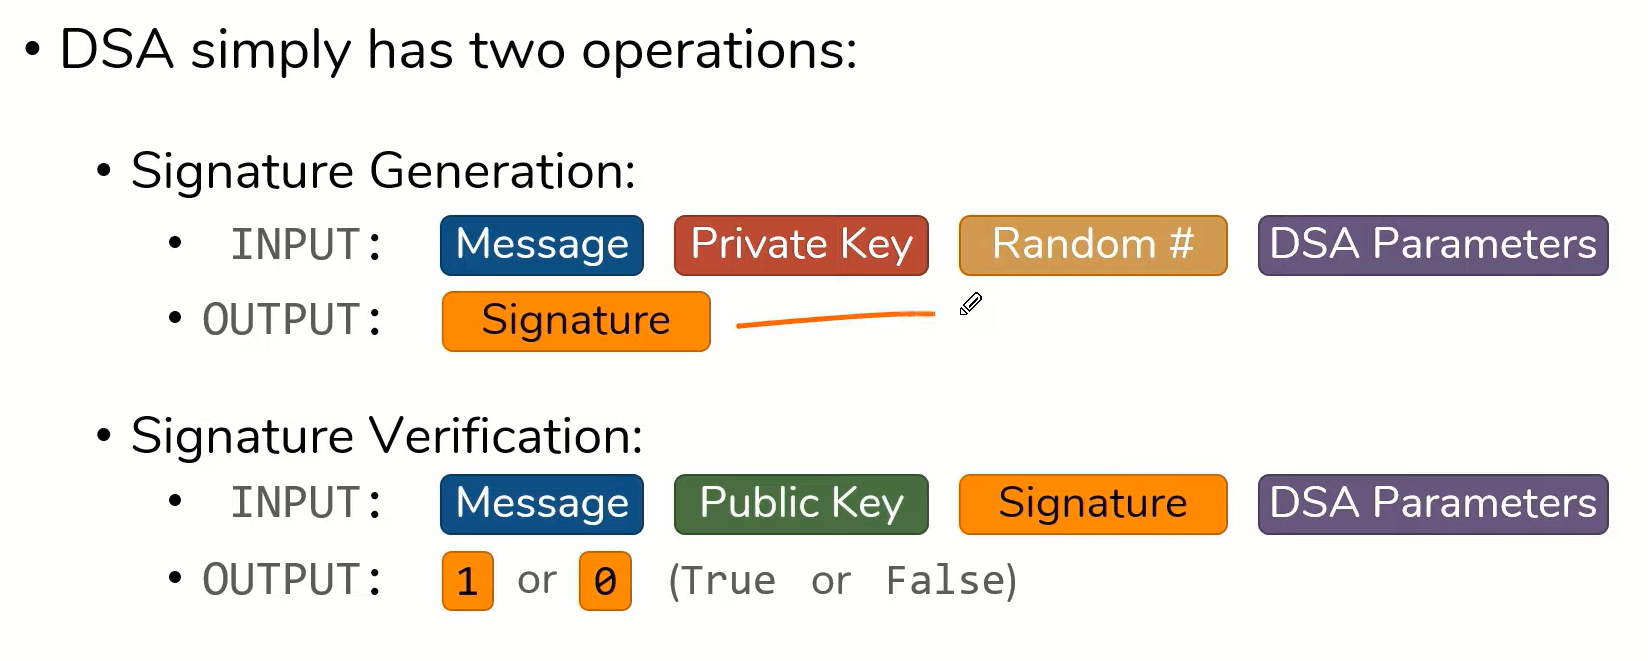 • DSA simply has two operations:
• Signature Generation:
• INPUT: Message Private Key Random # DSA Parameters
• OUTPUT: Signature
• Signature Verification:
• INPUT: Message Public Key Signature DSA Parameters
• OUTPUT: 1 or 0 (True or False)